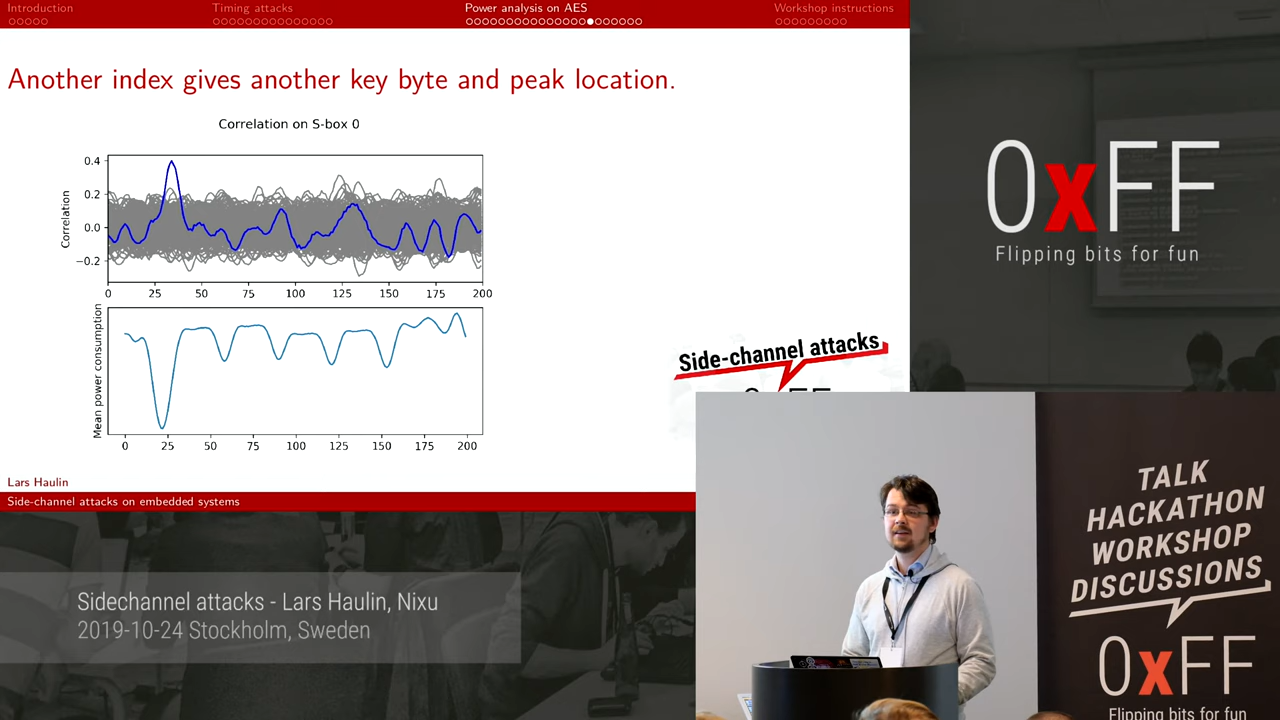 Introduction
Timing attacks
Power analysis on AES
Workshop instructions
Another index gives another key byte and peak location.
Correlation on S-box 0
Correlation
0.4
0.2
0.0
−0.2
0 25 50 75 100 125 150 175 200
Mean power consumption
0 25 50 75 100 125 150 175 200
Side-channel attacks
Lars Haulin
Side-channel attacks on embedded systems
0xFF
Flipping bits for fun
Sidechannel attacks - Lars Haulin, Nixu
2019-10-24 Stockholm, Sweden
TALK
HACKATHON
WORKSHOP
DISCUSSIONS
0xFF
Flipping bits for fun